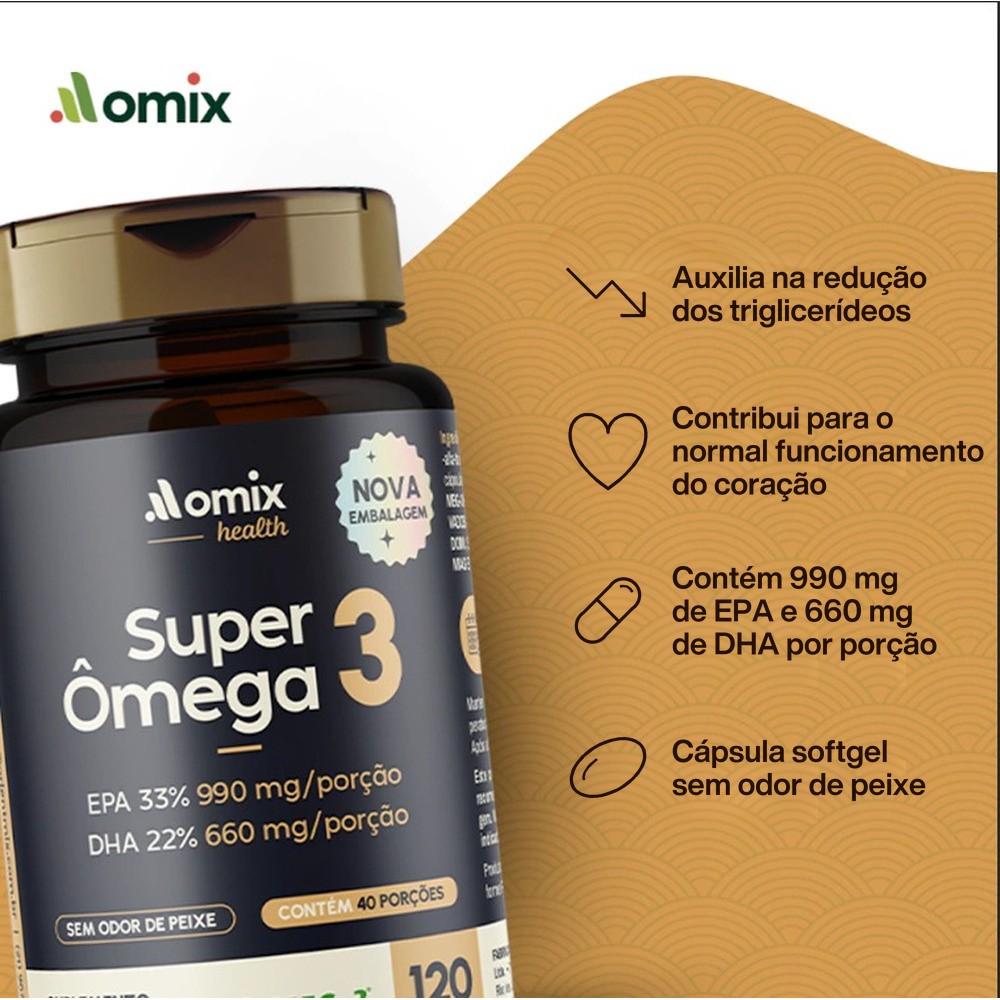 omix
Auxilia na redução
dos triglicerídeos
Contribui para o
normal funcionamento
do coração
Contém 990 mg
de EPA e 660 mg
de DHA por porção
Cápsula softgel
sem odor de peixe
omix
health
NOVA
EMBALAGEM
Super
Ômega 3
EPA 33% 990 mg/porção
DHA 22% 660 mg/porção
SEM ODOR DE PEIXE
CONTÉM 40 PORÇÕES
120